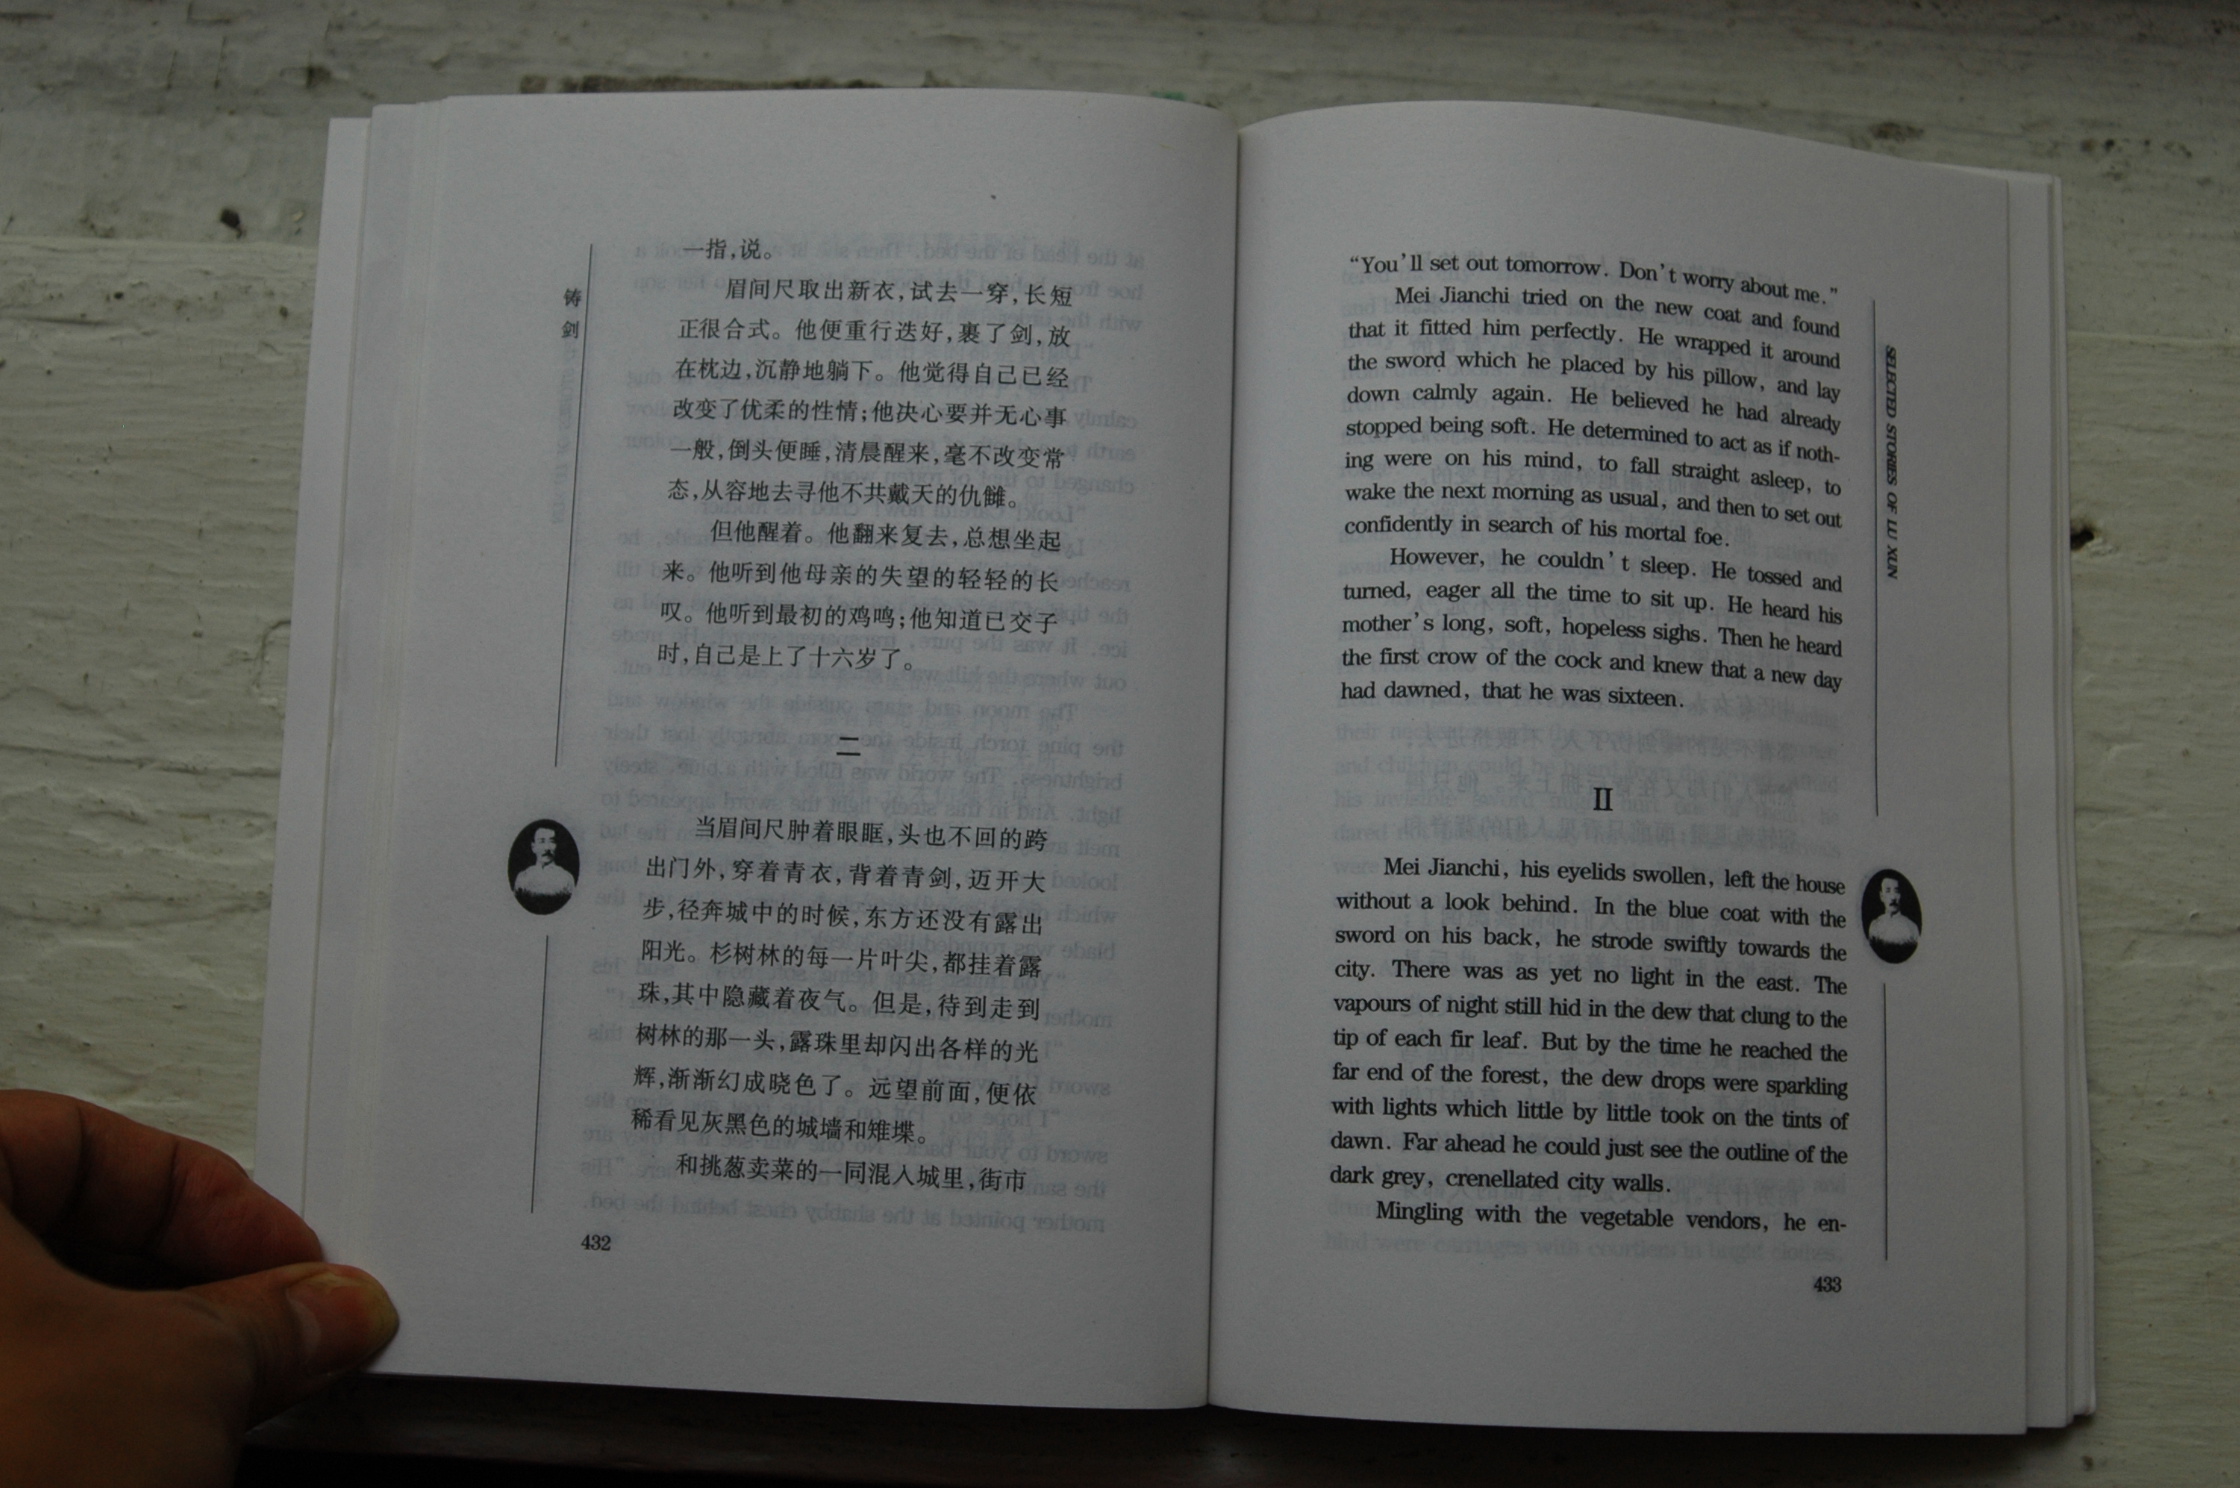 铸
剑
一指,说。
眉间尺取出新衣,试去一穿,长短
正很合式。他便重行迭好,裹了剑,放
在枕边,沉静地躺下。他觉得自己已经
改变了优柔的性情;他决心要并无心事
一般,倒头便睡,清晨醒来,毫不改变常
态,从容地去寻他不共戴天的仇雠。
但他醒着。他翻来复去,总想坐起
来。他听到他母亲的失望的轻轻的长
叹。他听到最初的鸡鸣;他知道已交子
时,自己是上了十六岁了。
二
当眉间尺肿着眼眶,头也不回的跨
出门外,穿着青衣,背着青剑,迈开大
步,径奔城中的时候,东方还没有露出
阳光。杉树林的每一片叶尖,都挂着露
珠,其中隐藏着夜气。但是,待到走到
树林的那一头,露珠里却闪出各样的光
辉,渐渐幻成晓色了。远望前面,便依
稀看见灰黑色的城墙和雉堞。
和挑葱卖菜的一同混入城里,街市
432
“You’ll set out tomorrow. Don’t worry about me.”
Mei Jianchi tried on the new coat and found
that it fitted him perfectly. He wrapped it around
the sword which he placed by his pillow, and lay
down calmly again. He believed he had already
stopped being soft. He determined to act as if noth-
ing were on his mind, to fall straight asleep, to
wake the next morning as usual, and then to set out
confidently in search of his mortal foe.
However, he couldn’t sleep. He tossed and
turned, eager all the time to sit up. He heard his
mother’s long, soft, hopeless sighs. Then he heard
the first crow of the cock and knew that a new day
had dawned, that he was sixteen.
II
Mei Jianchi, his eyelids swollen, left the house
without a look behind. In the blue coat with the
sword on his back, he strode swiftly towards the
city. There was as yet no light in the east. The
vapours of night still hid in the dew that clung to the
tip of each fir leaf. But by the time he reached the
far end of the forest, the dew drops were sparkling
with lights which little by little took on the tints of
dawn. Far ahead he could just see the outline of the
dark grey, crenellated city walls.
Mingling with the vegetable vendors, he en-
SELECTED STORIES OF LU XUN
433